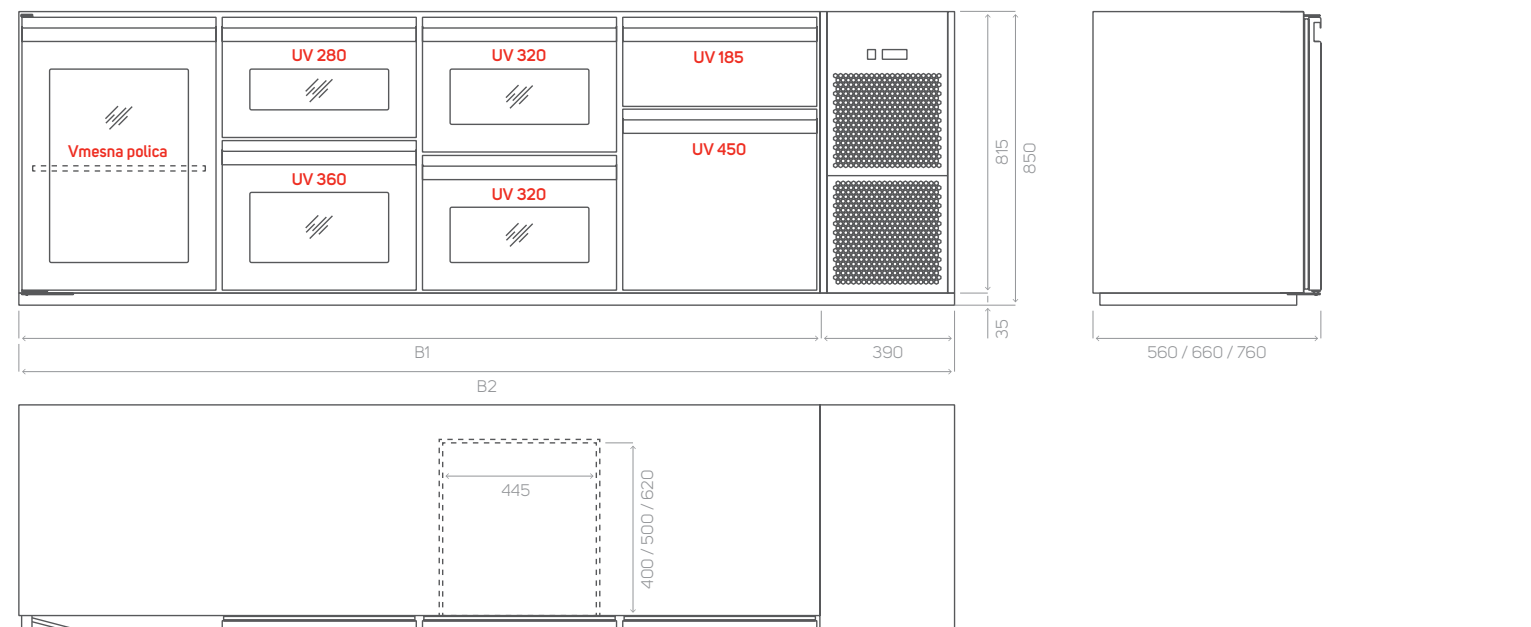 UV 280
UV 320
UV 185
Vmesna polica
UV 450
UV 360
UV 320
815
850
35
B1
390
560 / 660 / 760
B2
445
400 / 500 / 620